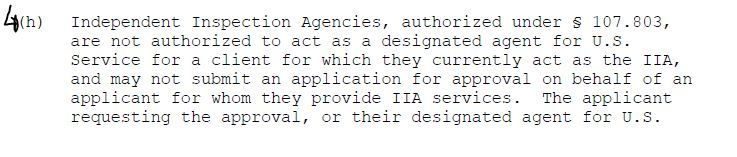 4(h) Independent Inspection Agencies, authorized under § 107.803,
are not authorized to act as a designated agent for U.S.
Service for a client for which they currently act as the IIA,
and may not submit an application for approval on behalf of an
applicant for whom they provide IIA services. The applicant
requesting the approval, or their designated agent for U.S.